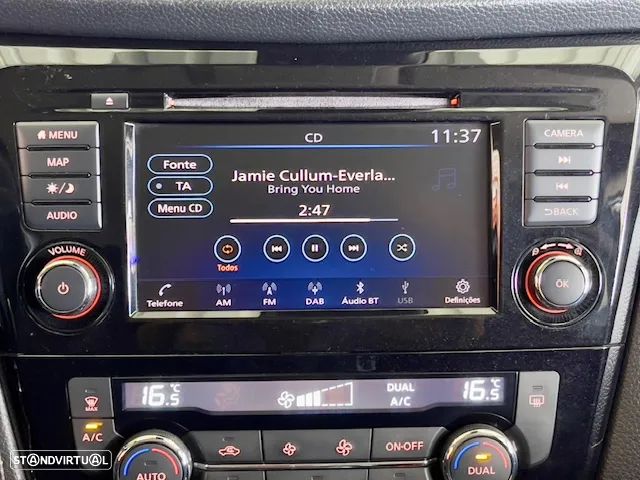 CD
11:37
MENU
MAP
AUDIO
VOLUME
Fonte
TA
Menu CD
Jamie Cullum-Everla...
Bring You Home
2:47
Todos
Telefone
AM
FM
DAB
Áudio BT
USB
Definições
CAMERA
BACK
OK
16.5 °C
DUAL
A/C
16.5 °C
MAX
A/C
AUTO
ON·OFF
DUAL
STANDVIRTUAL